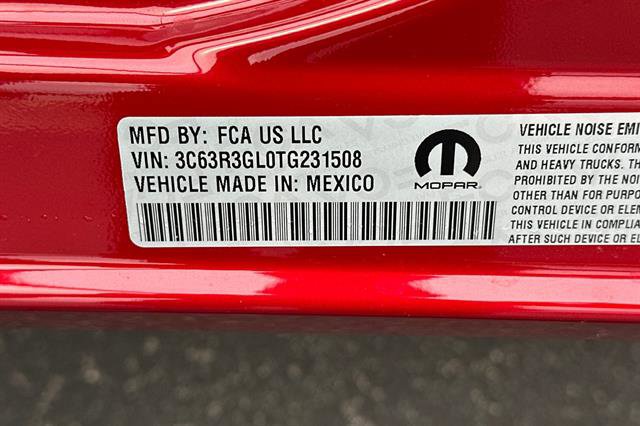 MFD BY: FCA US LLC
VIN: 3C63R3GL0TG231508
VEHICLE MADE IN: MEXICO
MOPAR
VEHICLE NOISE EMI
THIS VEHICLE CONFORM
AND HEAVY TRUCKS. TH
PROHIBITED BY THE NOI
OTHER THAN FOR PURPO
CONTROL DEVICE OR ELEM
THIS VEHICLE IN COMPLIA
AFTER SUCH DEVICE OR EL